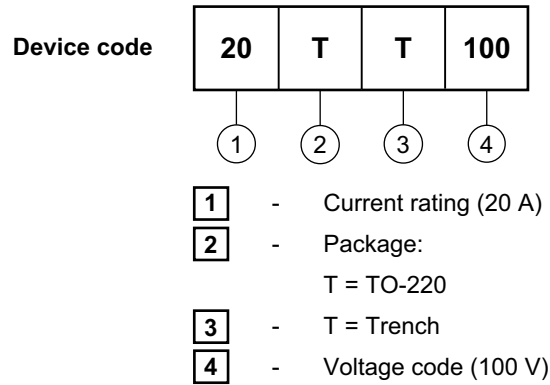 Device code 20 T T 100
1 2 3 4
1 - Current rating (20 A)
2 - Package:
T = TO-220
3 - T = Trench
4 - Voltage code (100 V)